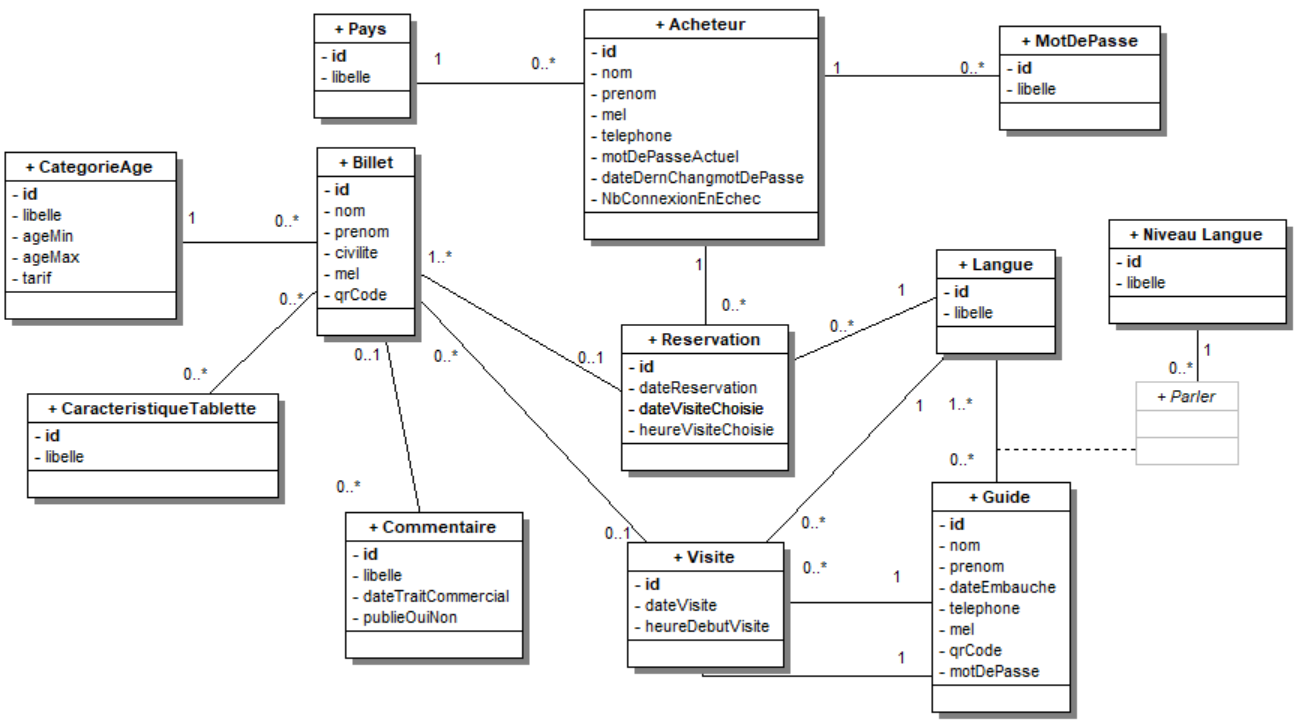 + Pays
- id
- libelle
1
0..*
+ Acheteur
- id
- nom
- prenom
- mel
- telephone
- motDePasseActuel
- dateDernChangmotDePasse
- NbConnexionEnEchec
1
0..*
+ MotDePasse
- id
- libelle
+ CategorieAge
- id
- libelle
- ageMin
- ageMax
- tarif
1
0..*
+ Billet
- id
- nom
- prenom
- civilite
- mel
- qrCode
1..*
0..*
0..1
0..*
1
0..*
0..*
+ CaracteristiqueTablette
- id
- libelle
+ Reservation
- id
- dateReservation
- dateVisiteChoisie
- heureVisiteChoisie
0..1
0..*
1
+ Langue
- id
- libelle
+ Niveau Langue
- id
- libelle
1
0..*
+ Parler
1
1..*
0..*
0..*
+ Commentaire
- id
- libelle
- dateTraitCommercial
- publieOuiNon
0..1
0..*
+ Visite
- id
- dateVisite
- heureDebutVisite
0..*
1
1
+ Guide
- id
- nom
- prenom
- dateEmbauche
- telephone
- mel
- qrCode
- motDePasse